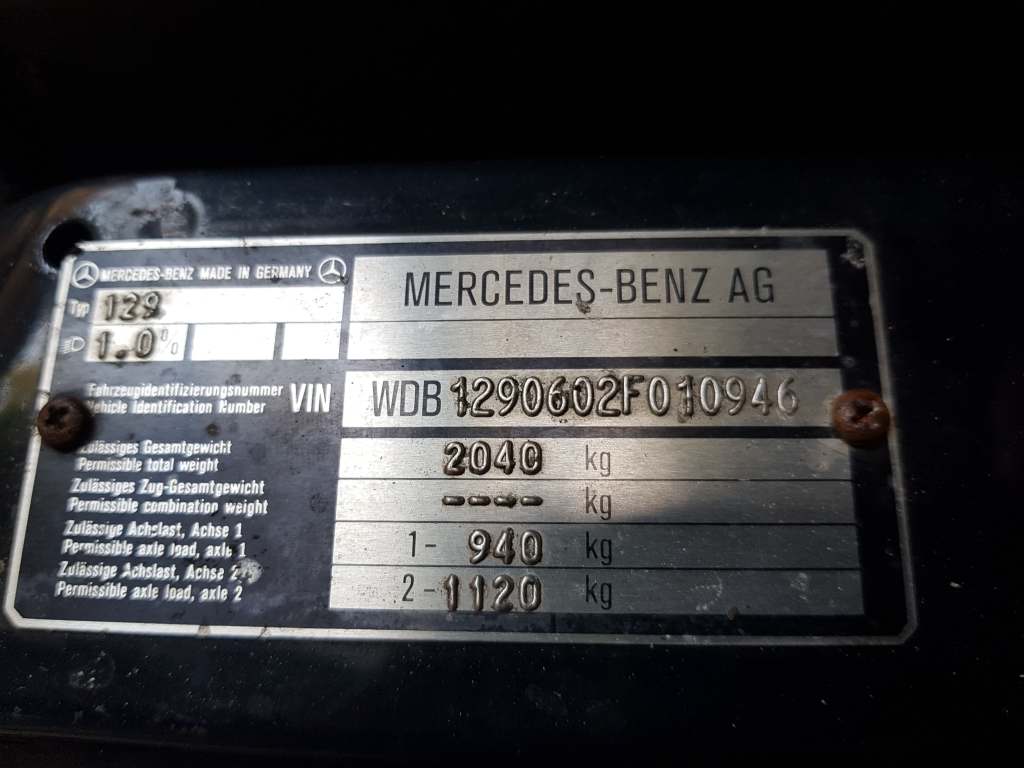 MERCEDES-BENZ MADE IN GERMANY
MERCEDES-BENZ AG
Typ 129
1.0%
Fahrzeugidentifizierungsnummer
Vehicle Identification Number
VIN
WDB1290602F010946
Zulässiges Gesamtgewicht
Permissible total weight
2040 kg
Zulässiges Zug-Gesamtgewicht
Permissible combination weight
---- kg
Zulässige Achslast, Achse 1
Permissible axle load, axle 1
1- 940 kg
Zulässige Achslast, Achse 2
Permissible axle load, axle 2
2- 1120 kg